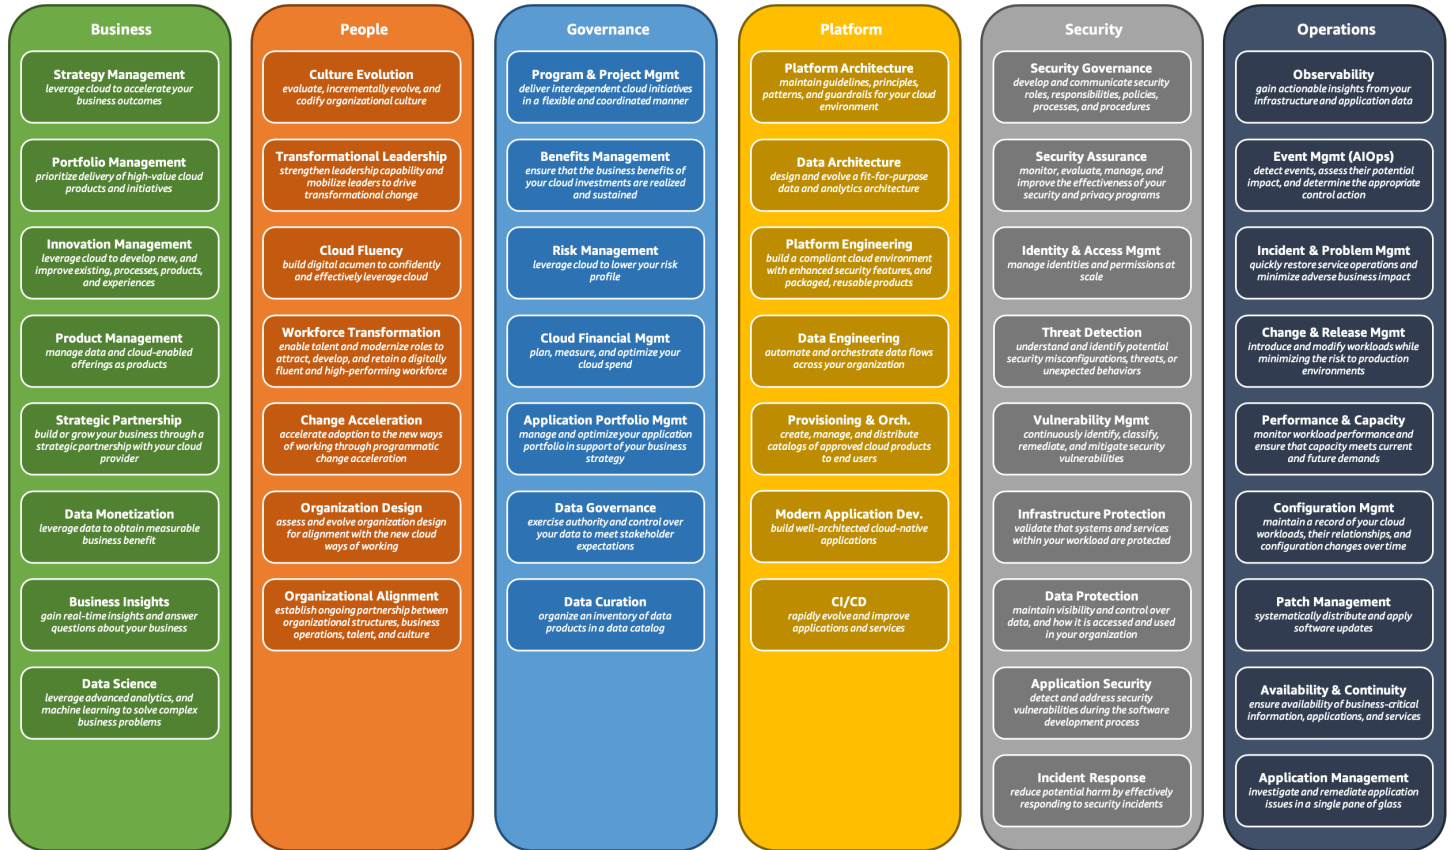 Business
Strategy Management
leverage cloud to accelerate your
business outcomes
Portfolio Management
prioritize delivery of high-value cloud
products and initiatives
Innovation Management
leverage cloud to develop new, and
improve existing, processes, products,
and experiences
Product Management
manage data and cloud-enabled
offerings as products
Strategic Partnership
build or grow your business through a
strategic partnership with your cloud
provider
Data Monetization
leverage data to obtain measurable
business benefit
Business Insights
gain real-time insights and answer
questions about your business
Data Science
leverage advanced analytics, and
machine learning to solve complex
business problems
People
Culture Evolution
evaluate, incrementally evolve, and
codify organizational culture
Transformational Leadership
strengthen leadership capability and
mobilize leaders to drive
transformational change
Cloud Fluency
build digital acumen to confidently
and effectively leverage cloud
Workforce Transformation
enable talent and modernize roles to
attract, develop, and retain a digitally
fluent and high-performing workforce
Change Acceleration
accelerate adoption to the new ways
of working through programmatic
change acceleration
Organization Design
assess and evolve organization design
for alignment with the new cloud
ways of working
Organizational Alignment
establish ongoing partnership between
organizational structures, business
operations, talent, and culture
Governance
Program & Project Mgmt
deliver interdependent cloud initiatives
in a flexible and coordinated manner
Benefits Management
ensure that the business benefits of
your cloud investments are realized
and sustained
Risk Management
leverage cloud to lower your risk
profile
Cloud Financial Mgmt
plan, measure, and optimize your
cloud spend
Application Portfolio Mgmt
manage and optimize your application
portfolio in support of your business
strategy
Data Governance
exercise authority and control over
your data to meet stakeholder
expectations
Data Curation
organize an inventory of data
products in a data catalog
Platform
Platform Architecture
maintain guidelines, principles,
patterns, and guardrails for your cloud
environment
Data Architecture
design and evolve a fit-for-purpose
data and analytics architecture
Platform Engineering
build a compliant cloud environment
with enhanced security features, and
packaged, reusable products
Data Engineering
automate and orchestrate data flows
across your organization
Provisioning & Orch.
create, manage, and distribute
catalogs of approved cloud products
to end users
Modern Application Dev.
build well-architected cloud-native
applications
CI/CD
rapidly evolve and improve
applications and services
Security
Security Governance
develop and communicate security
roles, responsibilities, policies,
processes, and procedures
Security Assurance
monitor, evaluate, manage, and
improve the effectiveness of your
security and privacy programs
Identity & Access Mgmt
manage identities and permissions at
scale
Threat Detection
understand and identify potential
security misconfigurations, threats, or
unexpected behaviors
Vulnerability Mgmt
continuously identify, classify,
remediate, and mitigate security
vulnerabilities
Infrastructure Protection
validate that systems and services
within your workload are protected
Data Protection
maintain visibility and control over
data, and how it is accessed and used
in your organization
Application Security
detect and address security
vulnerabilities during the software
development process
Incident Response
reduce potential harm by effectively
responding to security incidents
Operations
Observability
gain actionable insights from your
infrastructure and application data
Event Mgmt (AIOps)
detect events, assess their potential
impact, and determine the appropriate
control action
Incident & Problem Mgmt
quickly restore service operations and
minimize adverse business impact
Change & Release Mgmt
introduce and modify workloads while
minimizing the risk to production
environments
Performance & Capacity
monitor workload performance and
ensure that capacity meets current
and future demands
Configuration Mgmt
maintain a record of your cloud
workloads, their relationships, and
configuration changes over time
Patch Management
systematically distribute and apply
software updates
Availability & Continuity
ensure availability of business-critical
information, applications, and services
Application Management
investigate and remediate application
issues in a single pane of glass